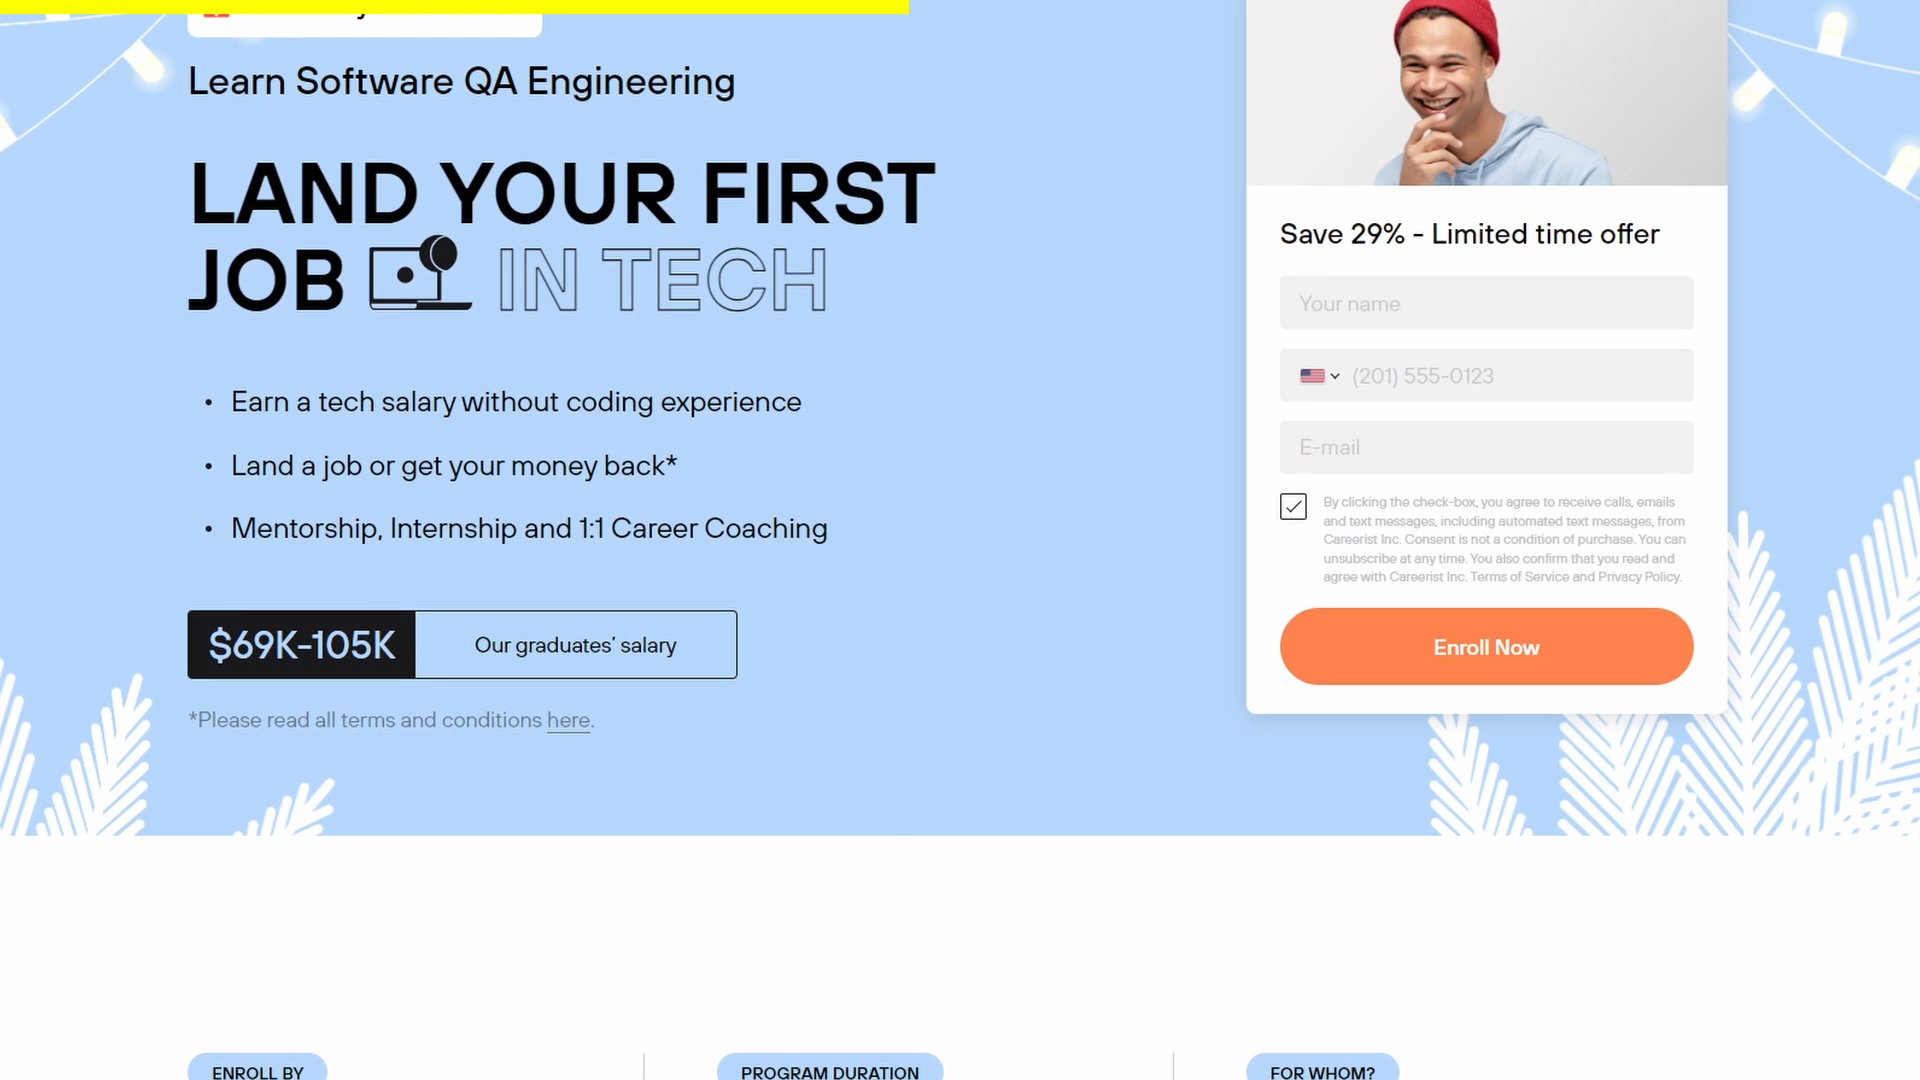 Learn Software QA Engineering
LAND YOUR FIRST
JOB IN TECH
• Earn a tech salary without coding experience
• Land a job or get your money back*
• Mentorship, Internship and 1:1 Career Coaching
$69K-105K Our graduates' salary
*Please read all terms and conditions here.
Save 29% - Limited time offer
Your name
(201) 555-0123
E-mail
By clicking the check-box, you agree to receive calls, emails
and text messages, including automated text messages, from
Careerist Inc. Consent is not a condition of purchase. You can
unsubscribe at any time. You also confirm that you read and
agree with Careerist Inc. Terms of Service and Privacy Policy.
Enroll Now
ENROLL BY
PROGRAM DURATION
FOR WHOM?